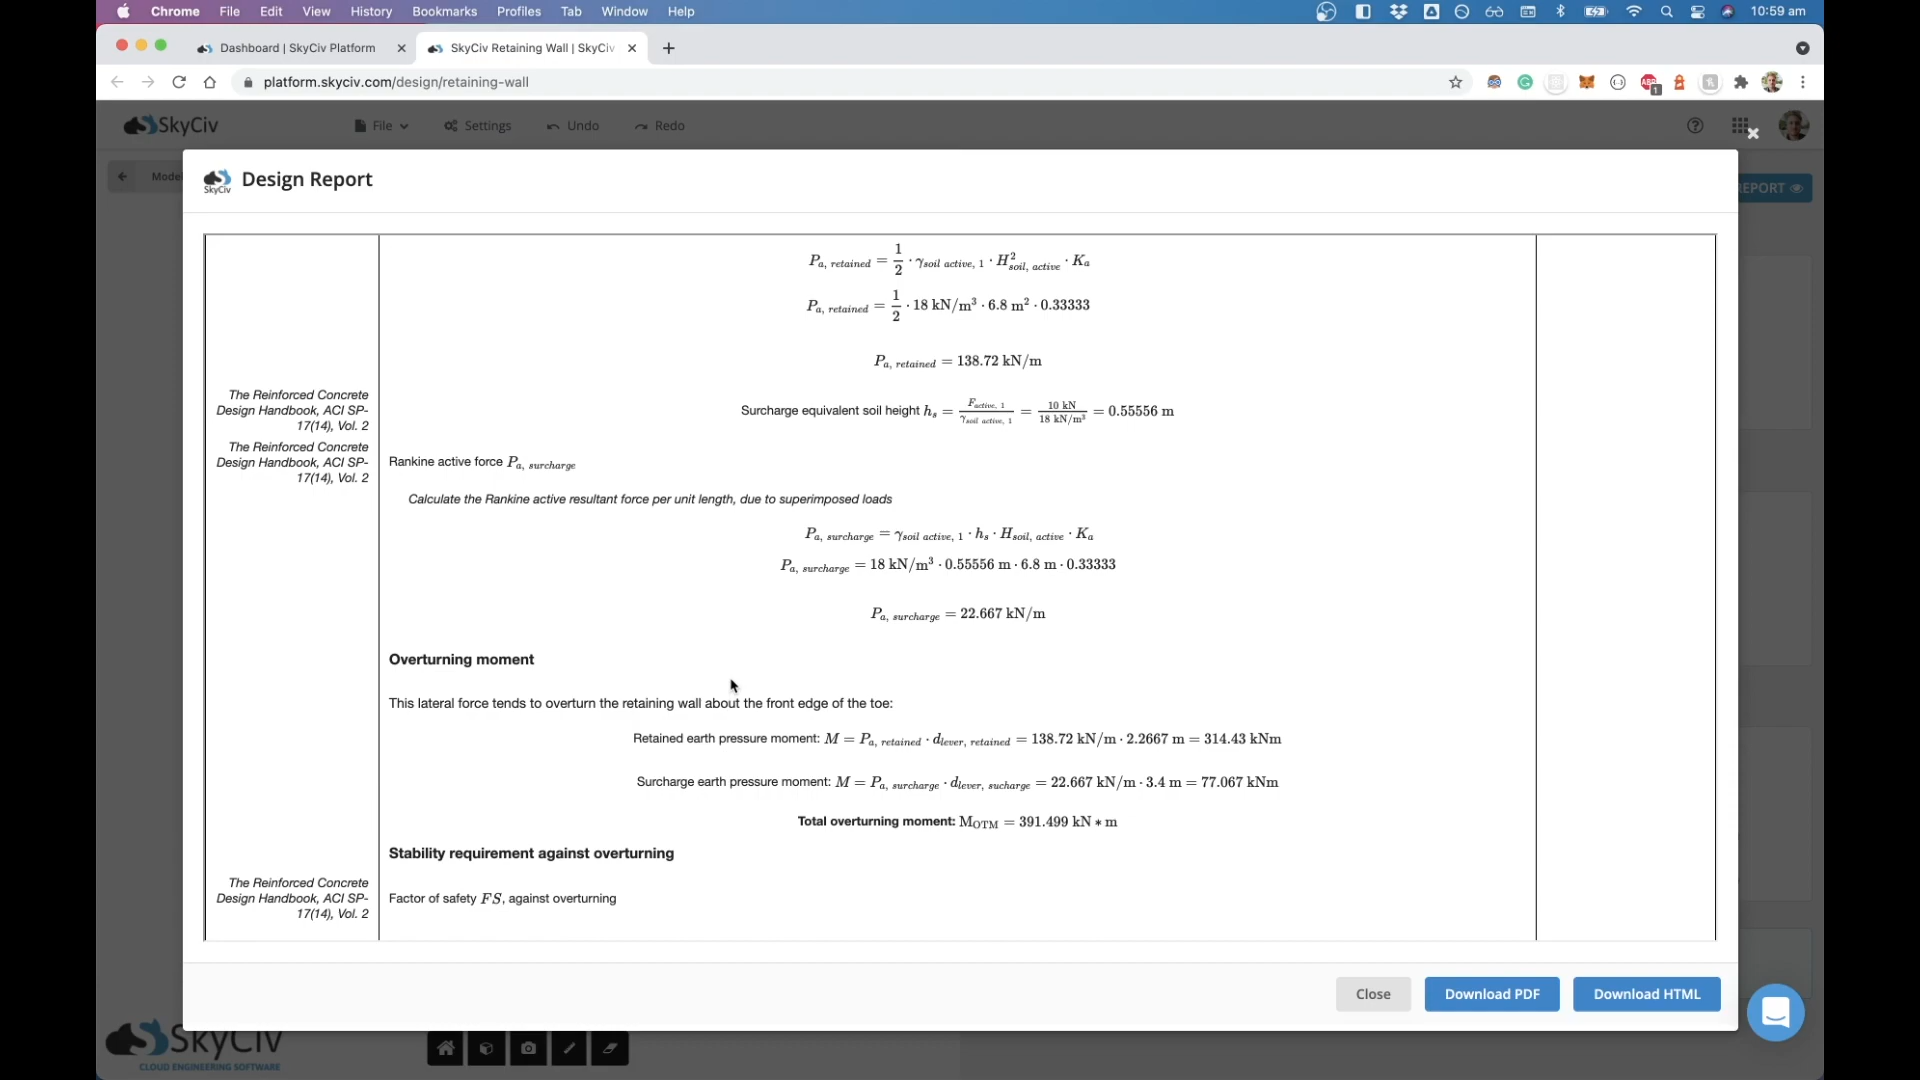 Chrome File Edit View History Bookmarks Profiles Tab Window Help 10:59 am
Dashboard | SkyCiv Platform SkyCiv Retaining Wall | SkyCiv
platform.skyciv.com/design/retaining-wall
SkyCiv File Settings Undo Redo
Model
SkyCiv Design Report
REPORT
P_{a, retained} = \frac{1}{2} · γ_{soil active, 1} · H^2_{soil, active} · K_a
P_{a, retained} = \frac{1}{2} · 18 kN/m³ · 6.8 m² · 0.33333
P_{a, retained} = 138.72 kN/m
The Reinforced Concrete
Design Handbook, ACI SP-
17(14), Vol. 2
Surcharge equivalent soil height h_s = \frac{F_{active, 1}}{γ_{soil active, 1}} = \frac{10 kN}{18 kN/m³} = 0.55556 m
The Reinforced Concrete
Design Handbook, ACI SP-
17(14), Vol. 2
Rankine active force P_{a, surcharge}
Calculate the Rankine active resultant force per unit length, due to superimposed loads
P_{a, surcharge} = γ_{soil active, 1} · h_s · H_{soil, active} · K_a
P_{a, surcharge} = 18 kN/m³ · 0.55556 m · 6.8 m · 0.33333
P_{a, surcharge} = 22.667 kN/m
Overturning moment
This lateral force tends to overturn the retaining wall about the front edge of the toe:
Retained earth pressure moment: M = P_{a, retained} · d_{lever, retained} = 138.72 kN/m · 2.2667 m = 314.43 kNm
Surcharge earth pressure moment: M = P_{a, surcharge} · d_{lever, sucharge} = 22.667 kN/m · 3.4 m = 77.067 kNm
Total overturning moment: M_{OTM} = 391.499 kN * m
Stability requirement against overturning
The Reinforced Concrete
Design Handbook, ACI SP-
17(14), Vol. 2
Factor of safety FS, against overturning
Close Download PDF Download HTML
SkyCiv
CLOUD ENGINEERING SOFTWARE